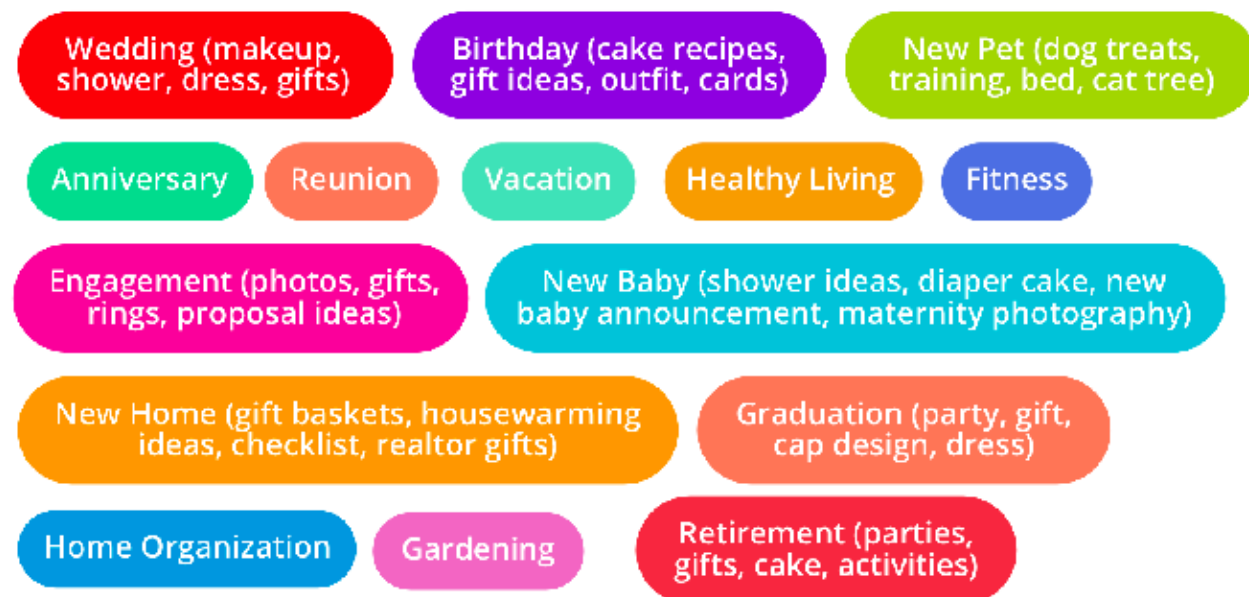 Wedding (makeup,
shower, dress, gifts)
Birthday (cake recipes,
gift ideas, outfit, cards)
New Pet (dog treats,
training, bed, cat tree)
Anniversary
Reunion
Vacation
Healthy Living
Fitness
Engagement (photos, gifts,
rings, proposal ideas)
New Baby (shower ideas, diaper cake, new
baby announcement, maternity photography)
New Home (gift baskets, housewarming
ideas, checklist, realtor gifts)
Graduation (party, gift,
cap design, dress)
Home Organization
Gardening
Retirement (parties,
gifts, cake, activities)